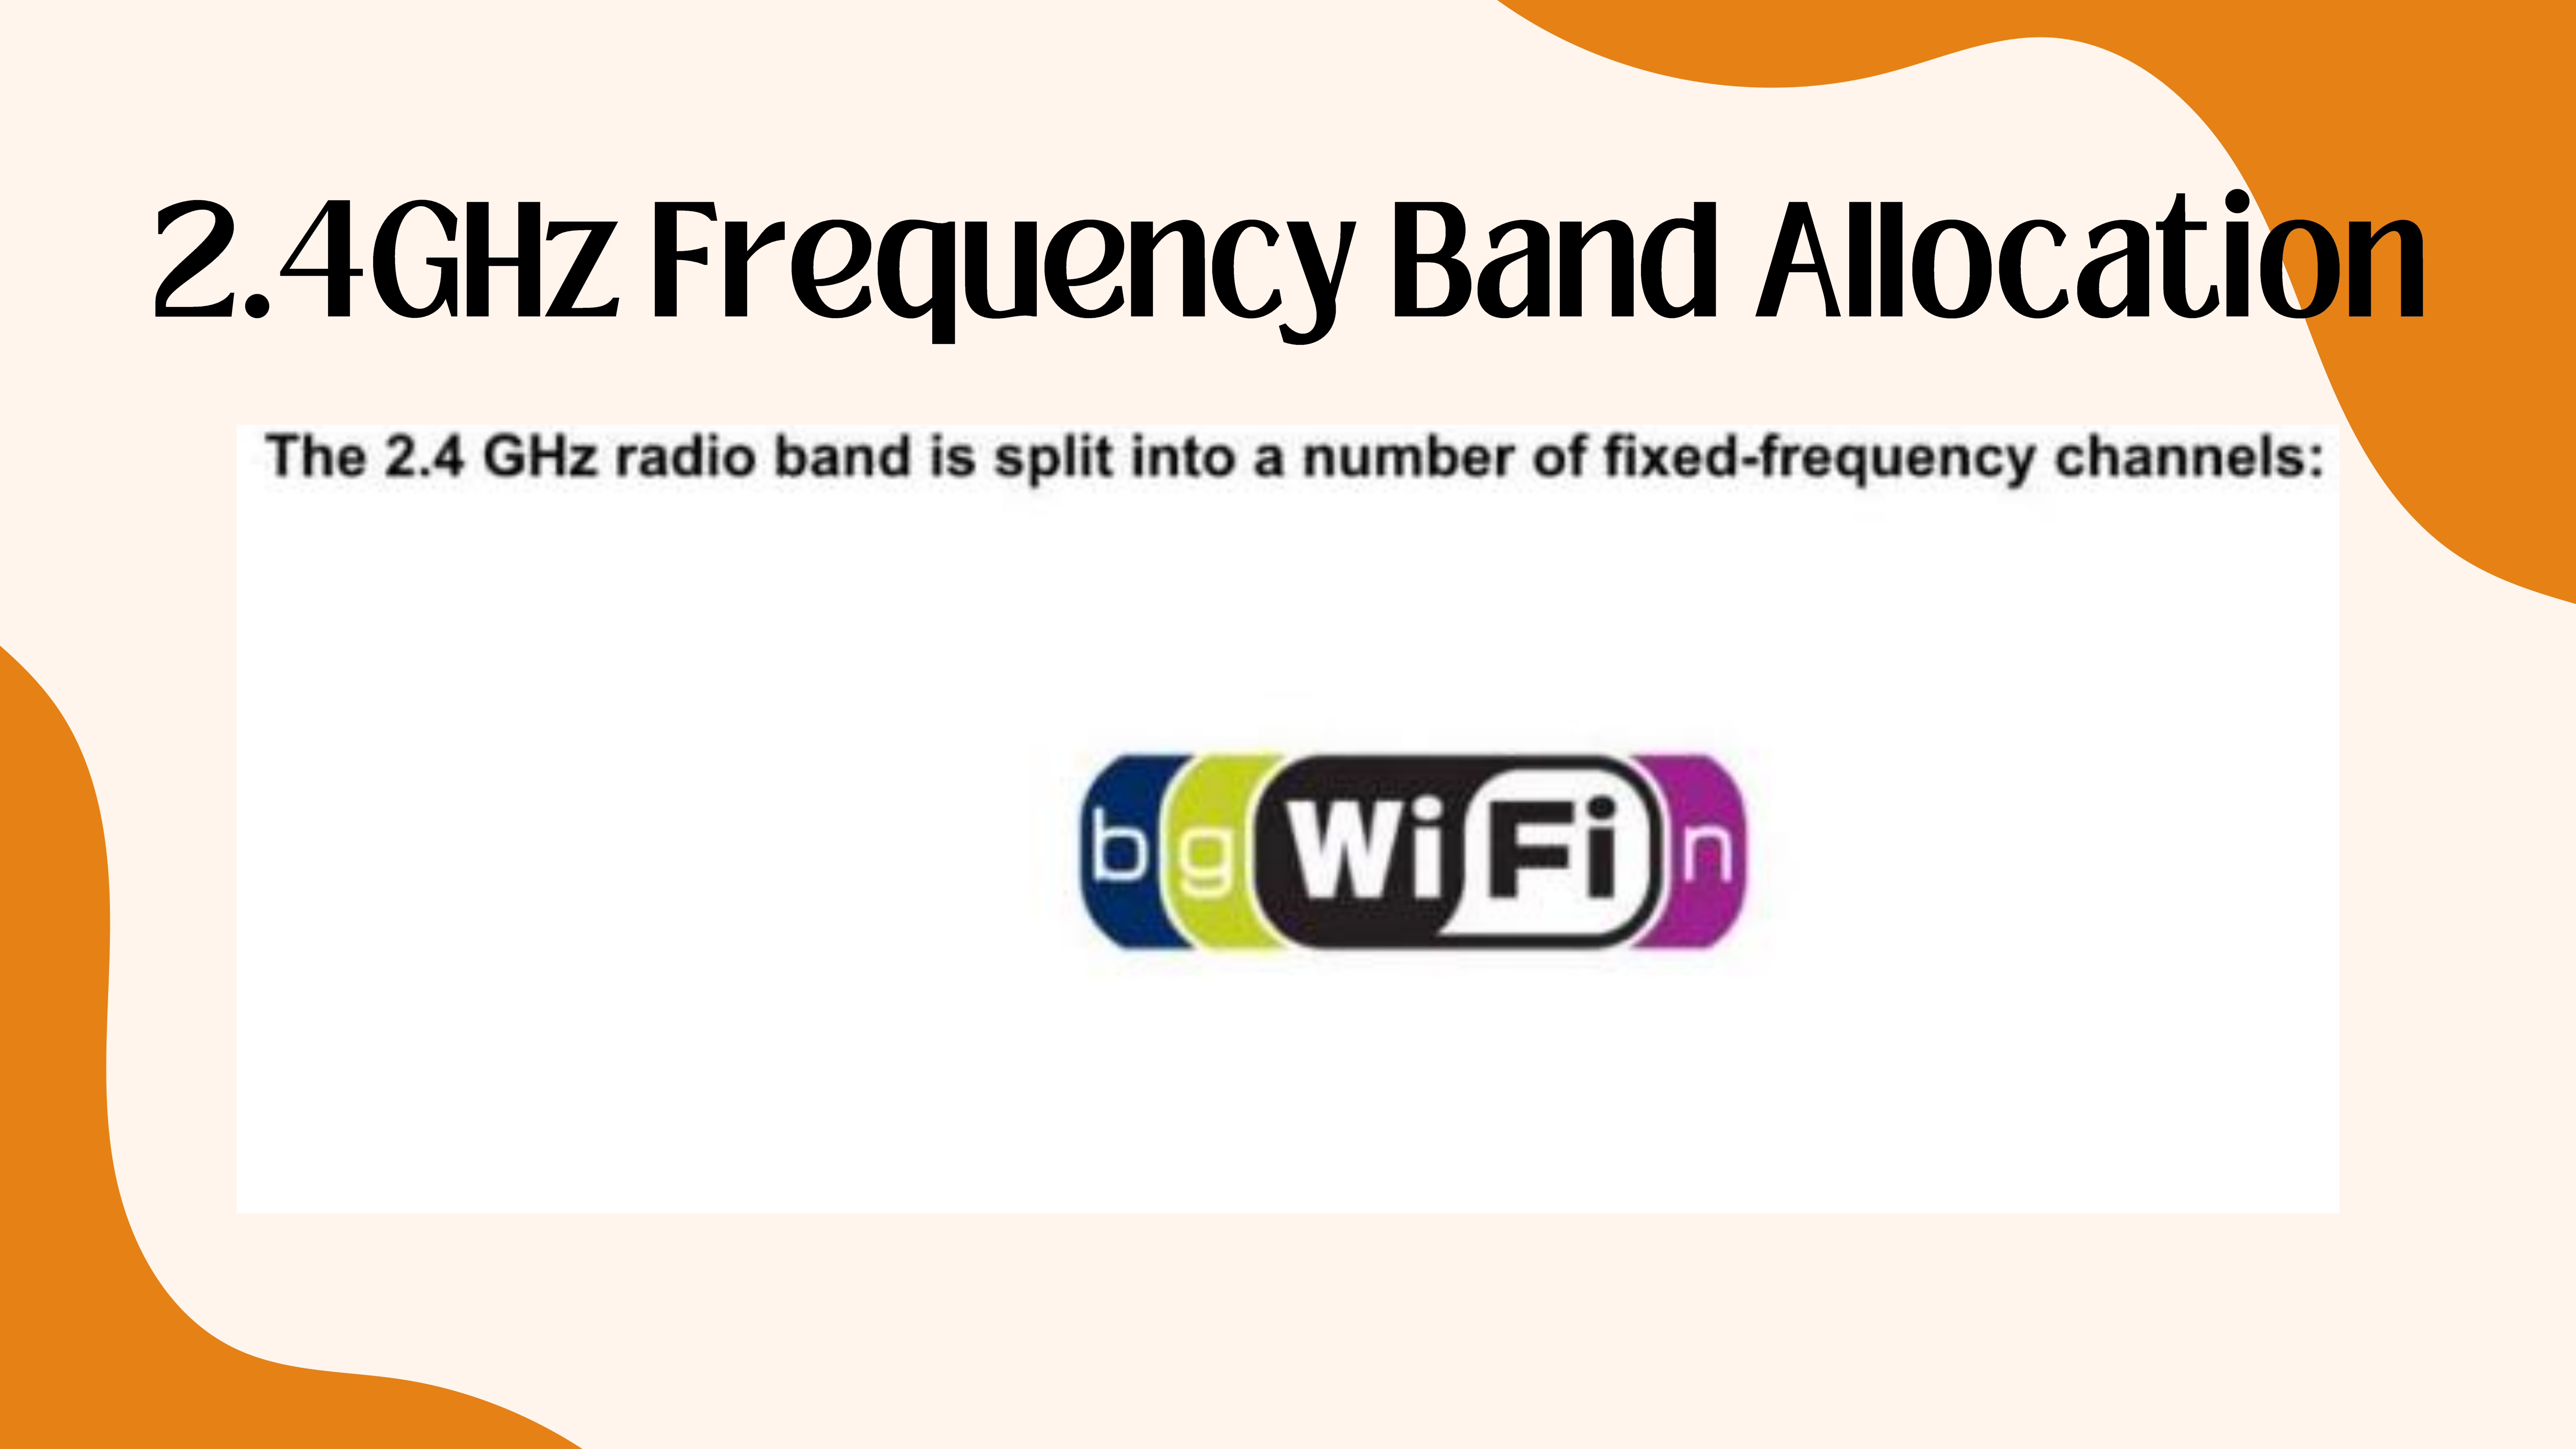 2.4GHz Frequency Band Allocation
The 2.4 GHz radio band is split into a number of fixed-frequency channels:
b g WiFi n